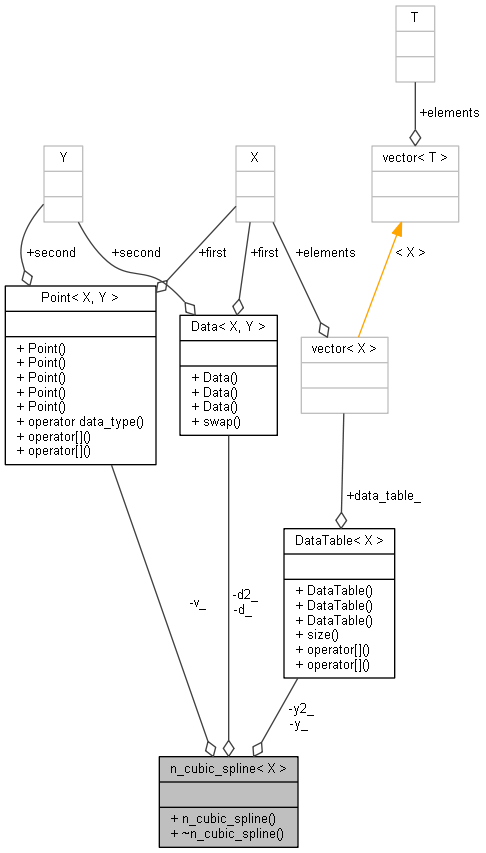 T
+elements
Y
X
vector< T >
+second
+second
+first
+first
+elements
< X >
Point< X, Y >
+ Point()
+ Point()
+ Point()
+ Point()
+ Point()
+ operator data_type()
+ operator[]()
+ operator[]()
Data< X, Y >
+ Data()
+ Data()
+ Data()
+ swap()
vector< X >
+data_table_
DataTable< X >
+ DataTable()
+ DataTable()
+ DataTable()
+ size()
+ operator[]()
+ operator[]()
-v_
-d2_
-d_
-y2_
-y_
n_cubic_spline< X >
+ n_cubic_spline()
+ ~n_cubic_spline()